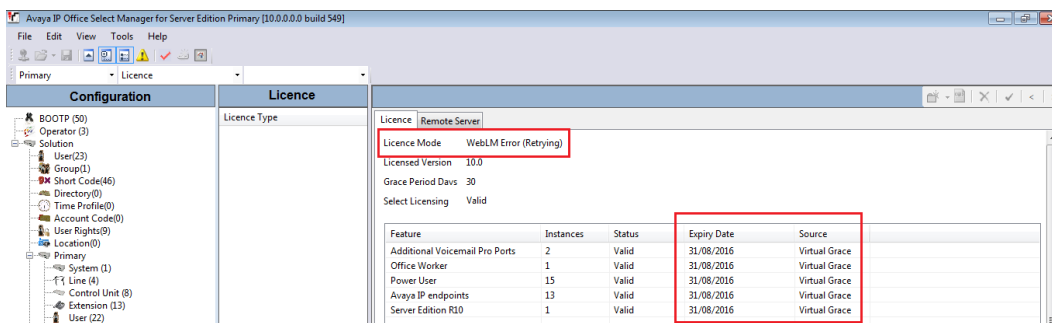 Avaya IP Office Select Manager for Server Edition Primary [10.0.0.0.0 build 549]
File Edit View Tools Help
Primary Licence
Configuration
BOOTP (50)
Operator (3)
Solution
User(23)
Group(1)
Short Code(46)
Directory(0)
Time Profile(0)
Account Code(0)
User Rights(9)
Location(0)
Primary
System (1)
Line (4)
Control Unit (8)
Extension (13)
User (22)
Licence
Licence Type
Licence Remote Server
Licence Mode WebLM Error (Retrying)
Licensed Version 10.0
Grace Period Days 30
Select Licensing Valid
Feature Instances Status Expiry Date Source
Additional Voicemail Pro Ports 2 Valid 31/08/2016 Virtual Grace
Office Worker 1 Valid 31/08/2016 Virtual Grace
Power User 15 Valid 31/08/2016 Virtual Grace
Avaya IP endpoints 13 Valid 31/08/2016 Virtual Grace
Server Edition R10 1 Valid 31/08/2016 Virtual Grace